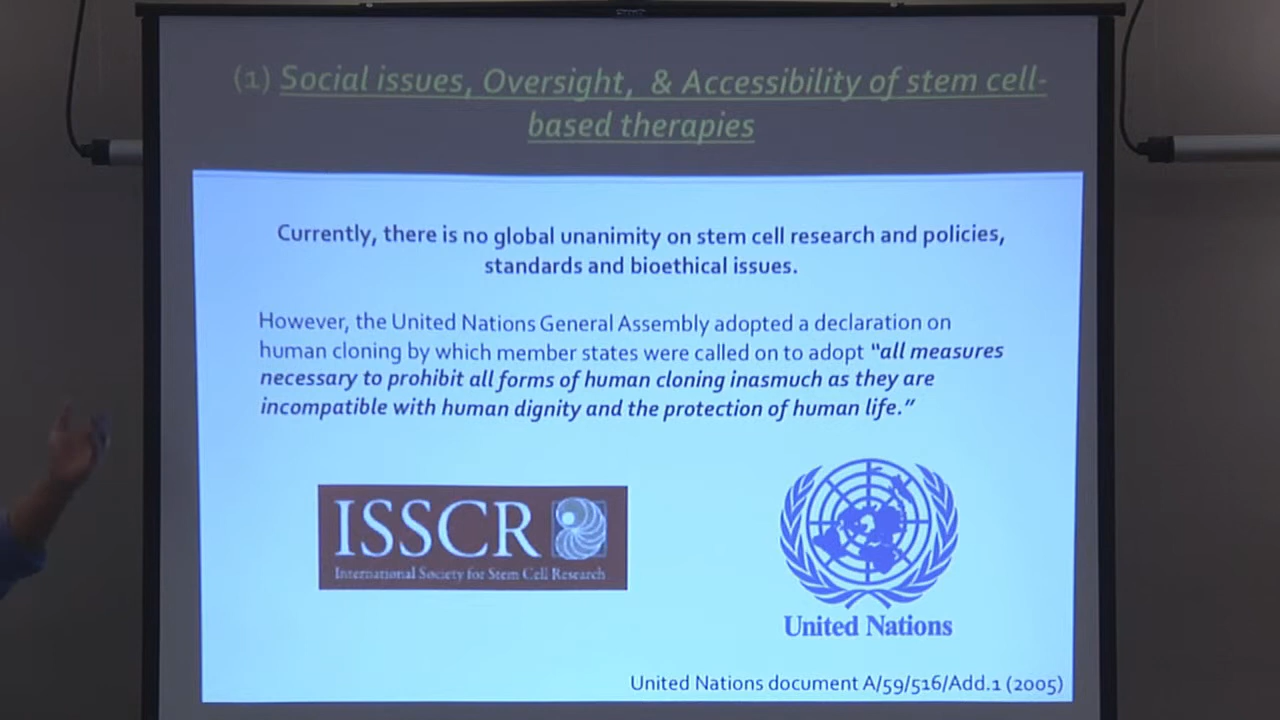 (1) Social issues, Oversight, & Accessibility of stem cell-
based therapies
Currently, there is no global unanimity on stem cell research and policies,
standards and bioethical issues.
However, the United Nations General Assembly adopted a declaration on
human cloning by which member states were called on to adopt “all measures
necessary to prohibit all forms of human cloning inasmuch as they are
incompatible with human dignity and the protection of human life.”
ISSCR
International Society for Stem Cell Research
United Nations
United Nations document A/59/516/Add.1 (2005)